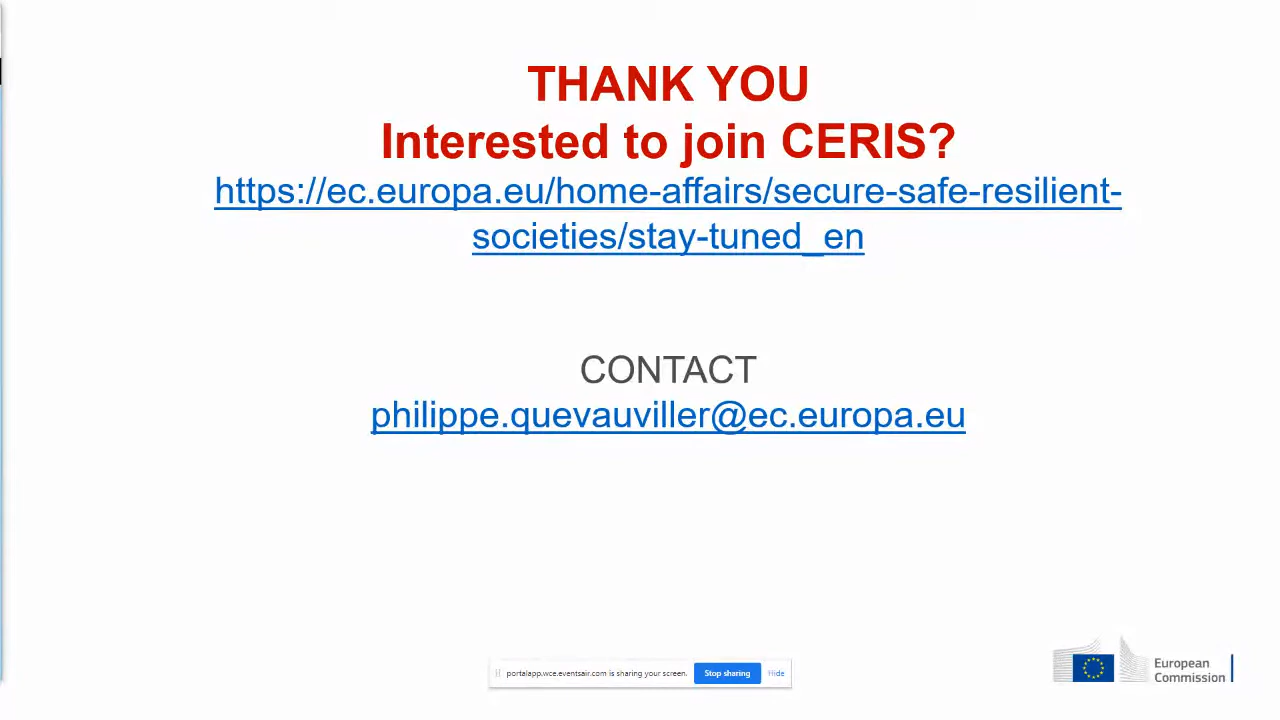 THANK YOU
Interested to join CERIS?
https://ec.europa.eu/home-affairs/secure-safe-resilient-
societies/stay-tuned_en
CONTACT
philippe.quevauviller@ec.europa.eu
portalapp.wce.eventsair.com is sharing your screen.
Stop sharing
Hide
European
Commission